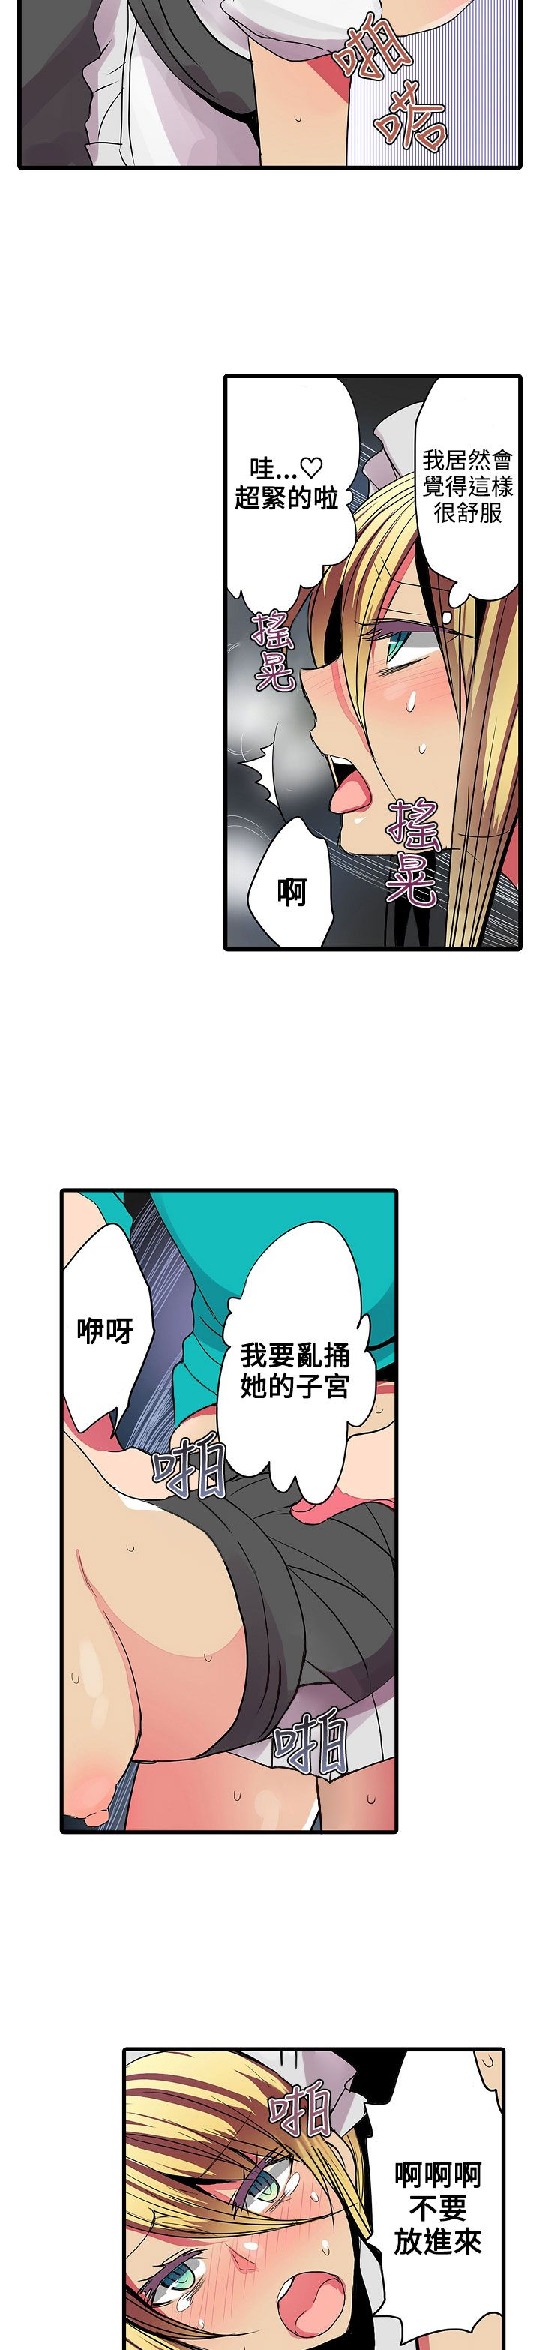 啪
嗒
我居然會
覺得這樣
很舒服
哇…♡
超緊的啦
搖晃
搖晃
啊
我要亂捅
她的子宮
咿呀
啪
啪
啪
啊啊啊
不要
放進來